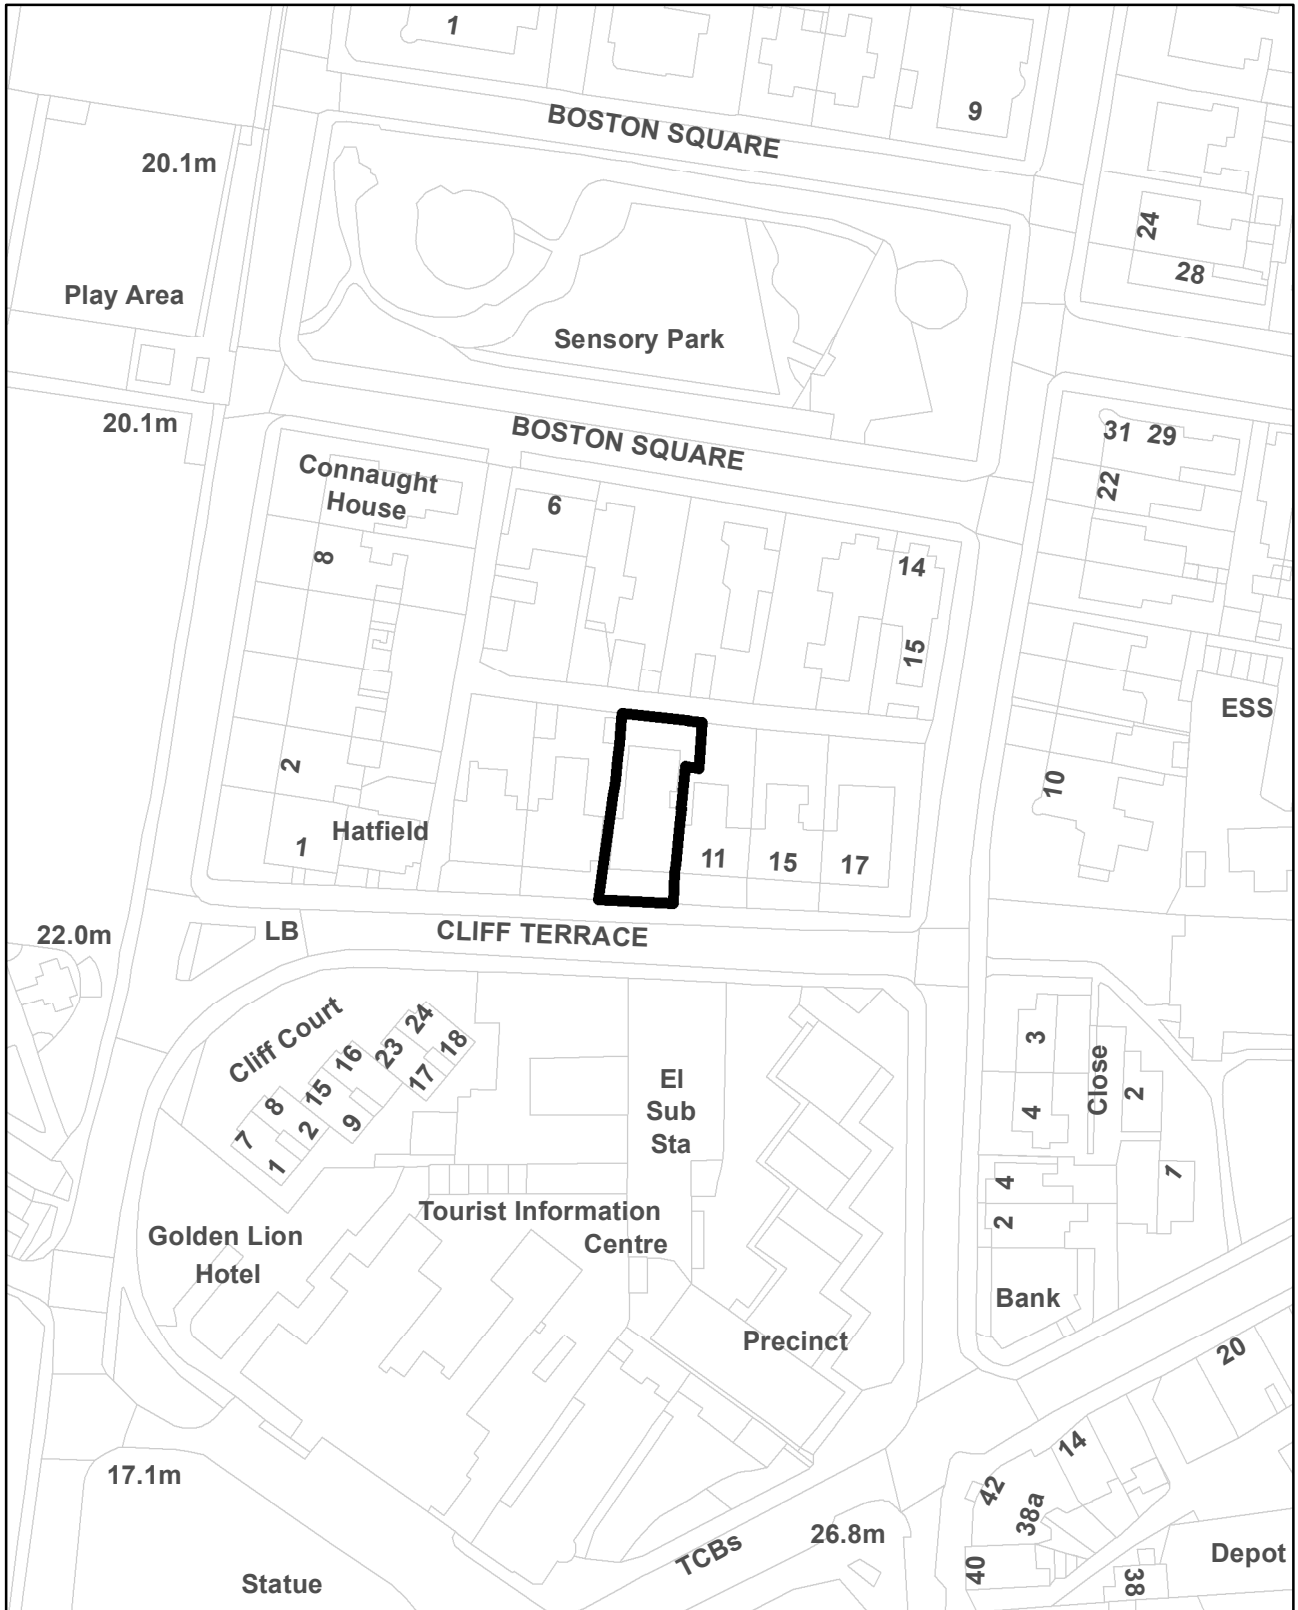 1
BOSTON SQUARE
9
20.1m
24
28
Play Area
Sensory Park
20.1m
BOSTON SQUARE
31 29
22
Connaught
House
6
8
14
15
ESS
2
10
1
Hatfield
11
15
17
22.0m
LB
CLIFF TERRACE
Cliff Court
24
23
18
16
17
15
8
9
2
7
1
El
Sub
Sta
3
4
Close
2
4
2
1
Tourist Information
Centre
Golden Lion
Hotel
Bank
Precinct
20
17.1m
14
42
38a
TCBs
26.8m
40
38
Depot
Statue